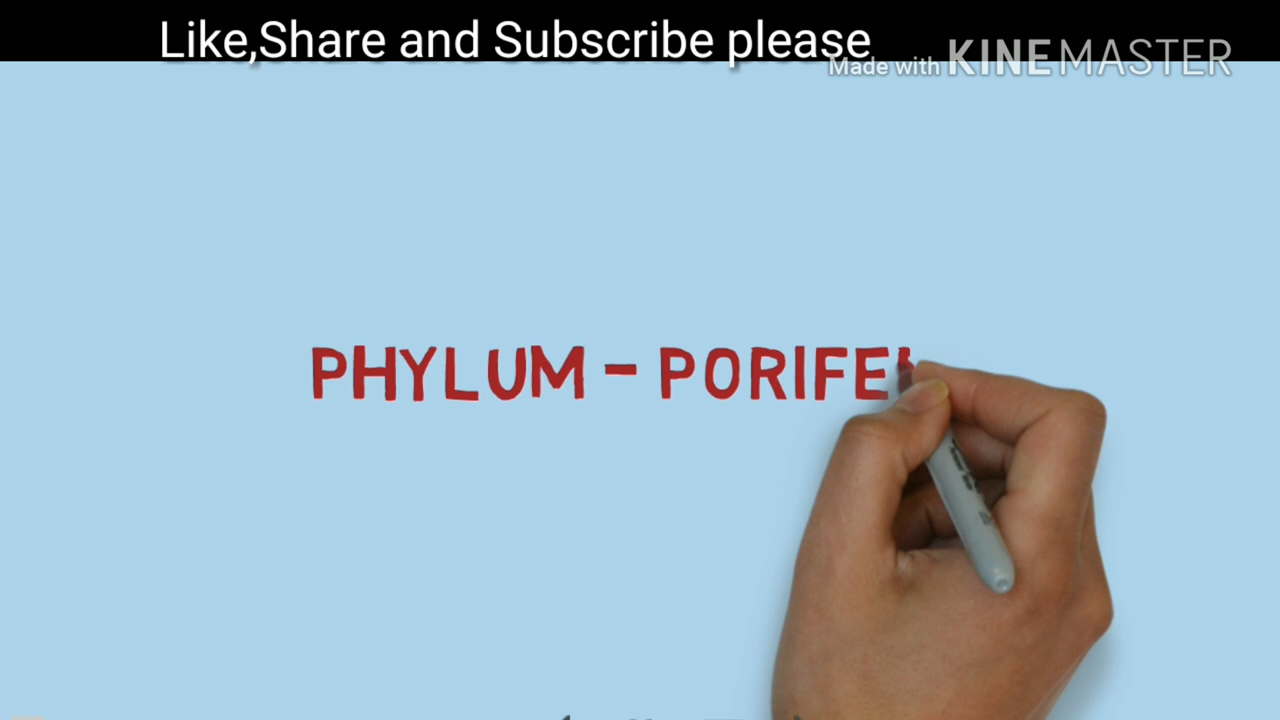 Like,Share and Subscribe please
Made with KINEMASTER
PHYLUM - PORIFE